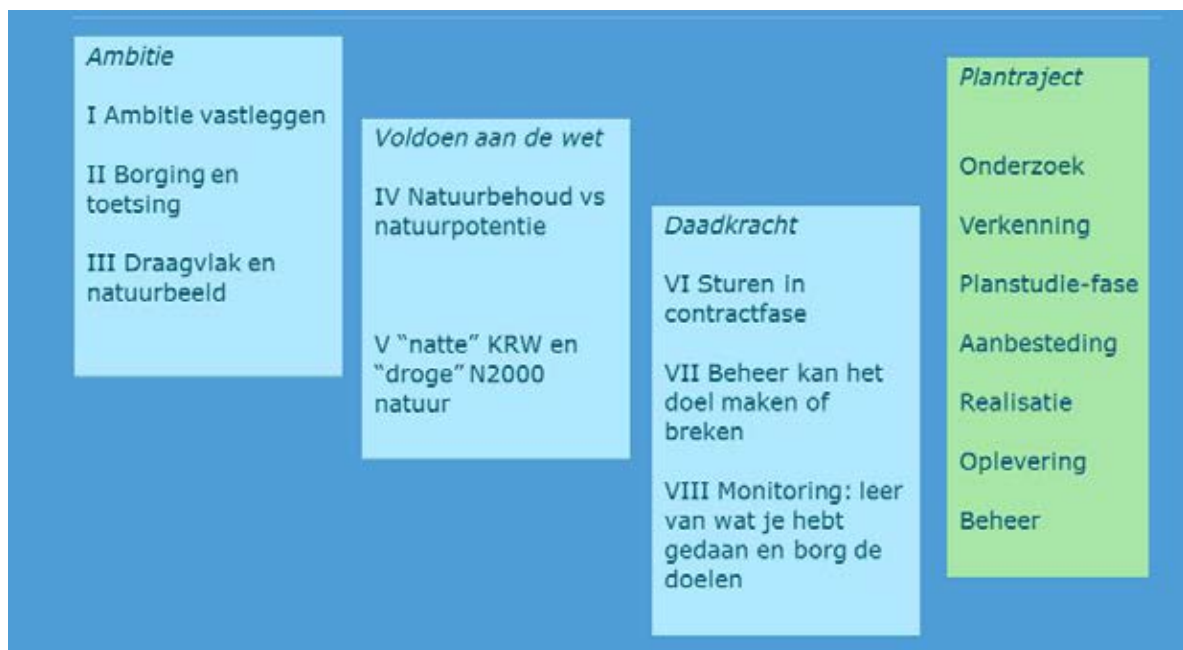 Ambitie
I Ambitie vastleggen
II Borging en
toetsing
III Draagvlak en
natuurbeeld
Voldoen aan de wet
IV Natuurbehoud vs
natuurpotentie
V “natte” KRW en
“droge” N2000
natuur
Daadkracht
VI Sturen in
contractfase
VII Beheer kan het
doel maken of
breken
VIII Monitoring: leer
van wat je hebt
gedaan en borg de
doelen
Plantraject
Onderzoek
Verkenning
Planstudie-fase
Aanbesteding
Realisatie
Oplevering
Beheer